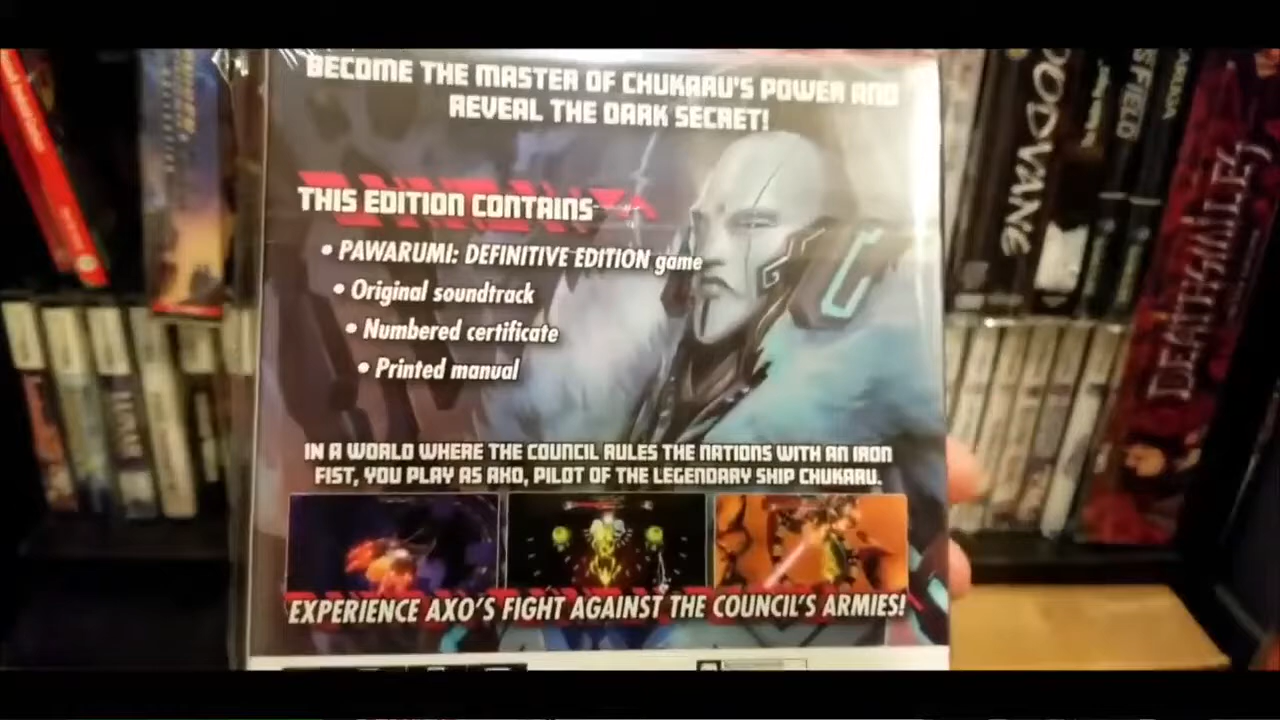 BECOME THE MASTER OF CHUKARU'S POWER AND
REVEAL THE DARK SECRET!
THIS EDITION CONTAINS
• PAWARUMI: DEFINITIVE EDITION game
• Original soundtrack
• Numbered certificate
• Printed manual
IN A WORLD WHERE THE COUNCIL RULES THE NATIONS WITH AN IRON
FIST, YOU PLAY AS AXO, PILOT OF THE LEGENDARY SHIP CHUKARU.
EXPERIENCE AXO'S FIGHT AGAINST THE COUNCIL'S ARMIES!
DEATHSMILES